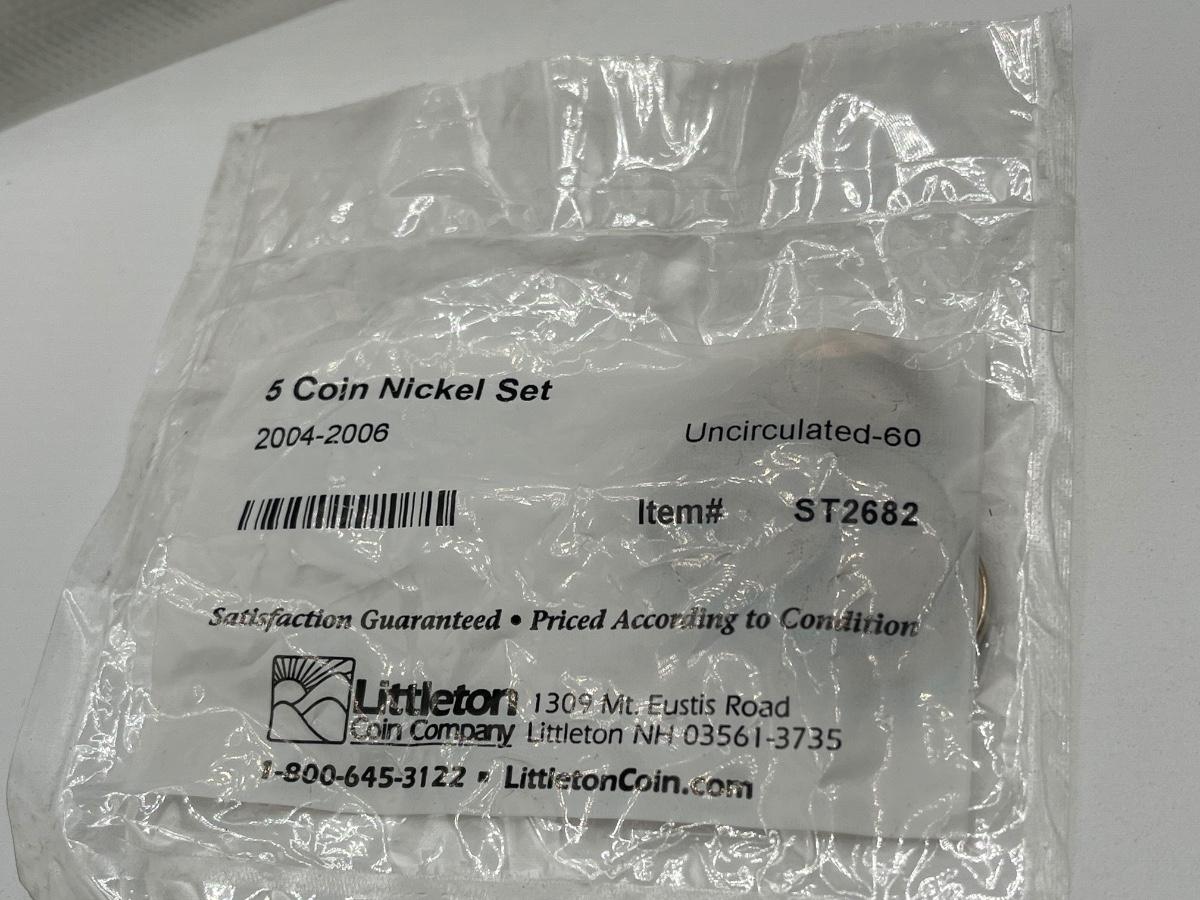 5 Coin Nickel Set
2004-2006 Uncirculated-60
Item# ST2682
Satisfaction Guaranteed • Priced According to Condition
Littleton 1309 Mt. Eustis Road
Coin Company Littleton NH 03561-3735
1-800-645-3122 ▪ LittletonCoin.com